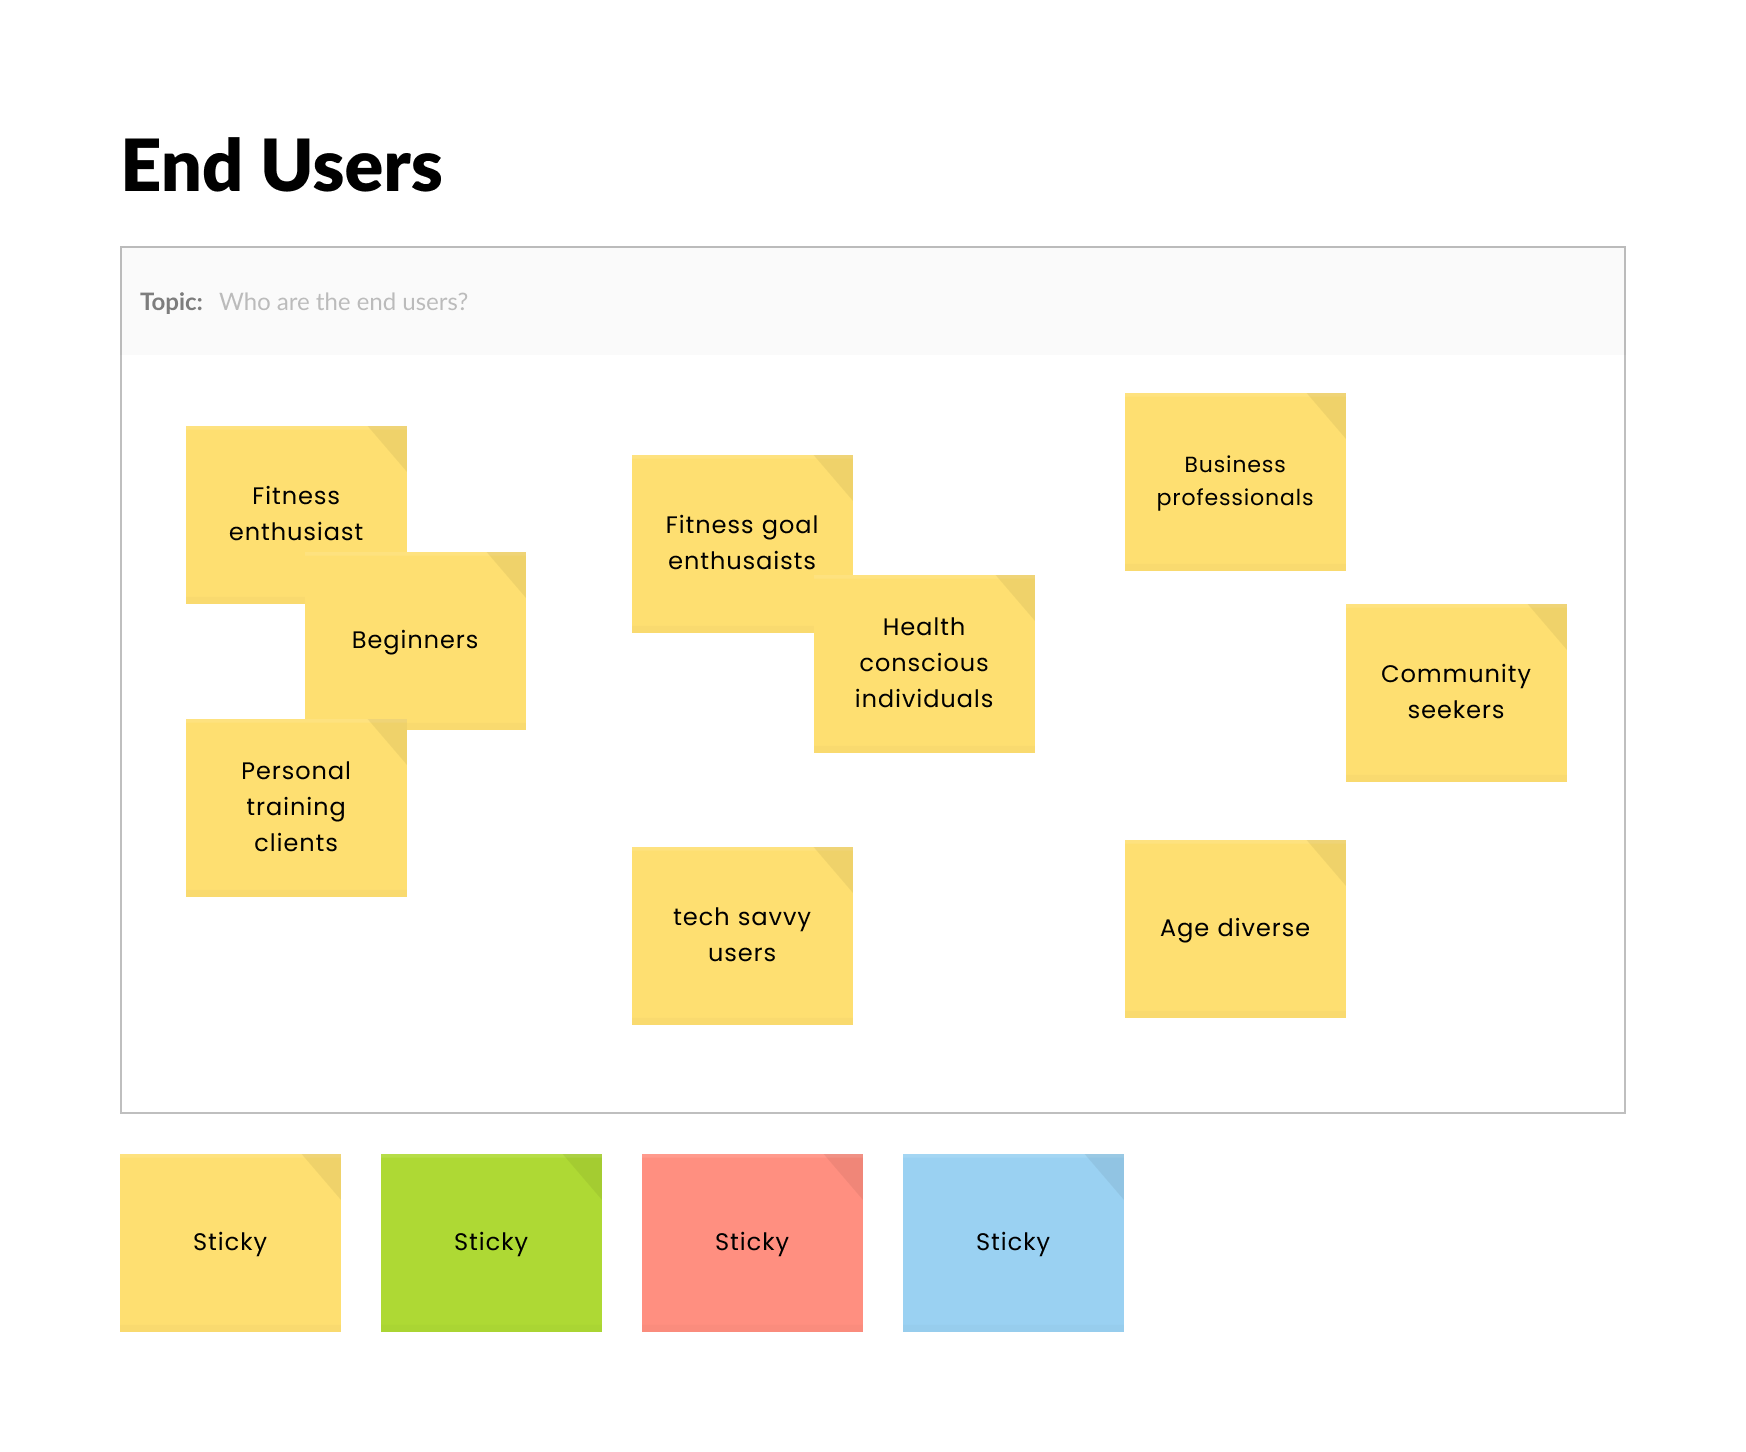 End Users
Topic: Who are the end users?
Fitness
enthusiast
Beginners
Personal
training
clients
Fitness goal
enthusaists
Health
conscious
individuals
tech savvy
users
Business
professionals
Community
seekers
Age diverse
Sticky
Sticky
Sticky
Sticky